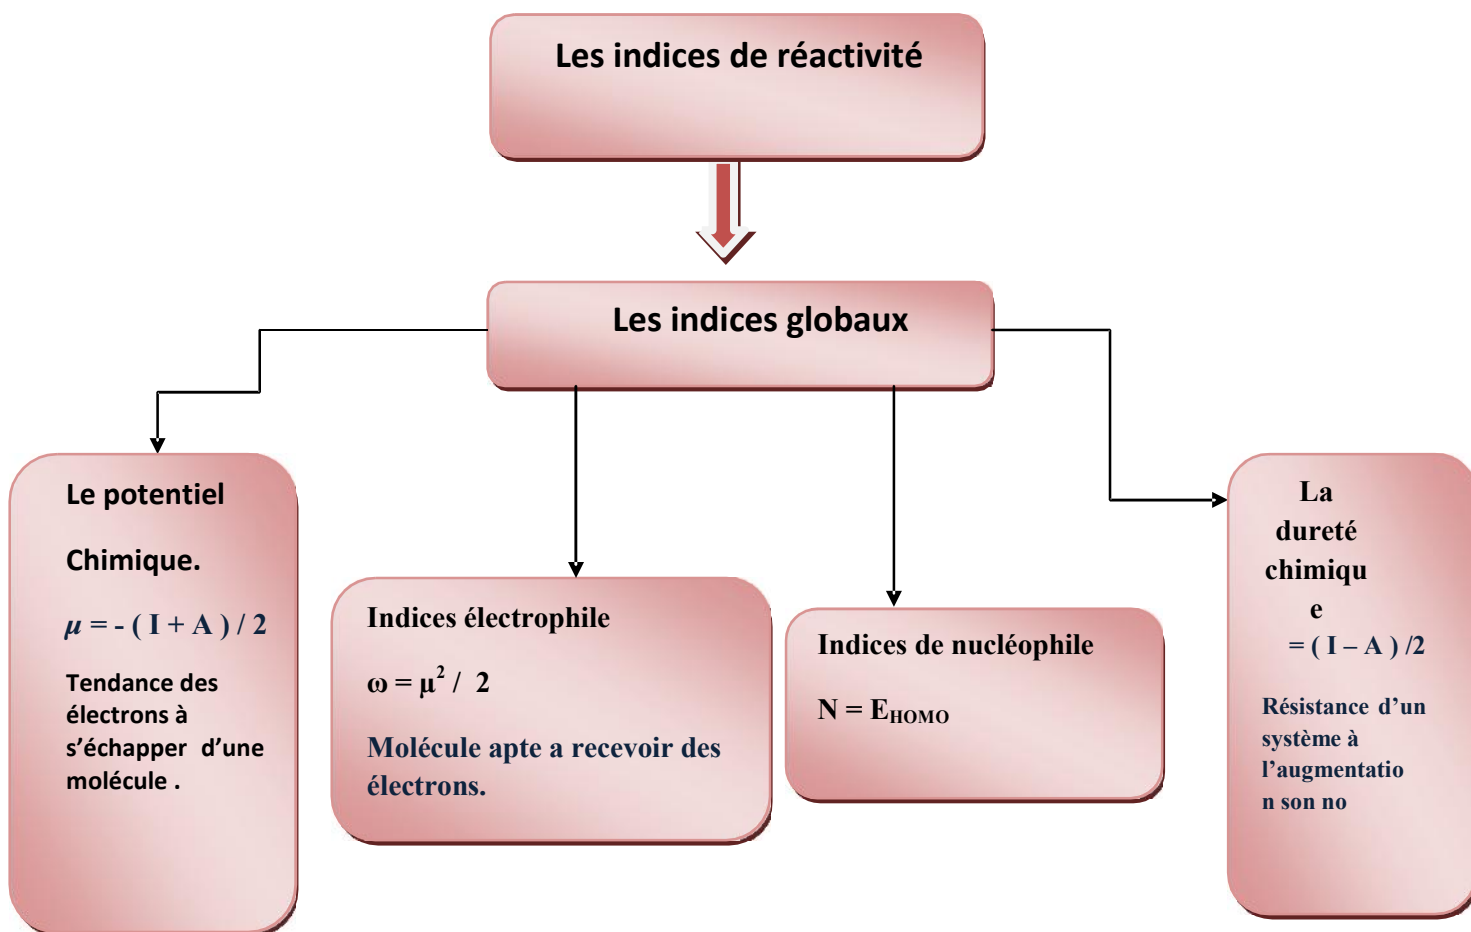 Les indices de réactivité
Les indices globaux
Le potentiel
Chimique.
μ = - ( I + A ) / 2
Tendance des
électrons à
s’échapper d’une
molécule .
Indices électrophile
ω = μ² / 2
Molécule apte a recevoir des
électrons.
Indices de nucléophile
N = E_HOMO
La
dureté
chimiqu
e
= ( I – A ) /2
Résistance d’un
système à
l’augmentatio
n son no